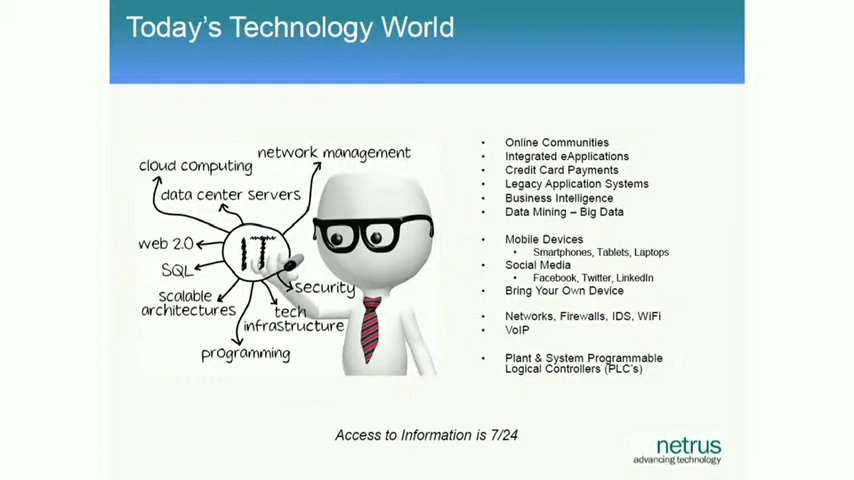 Today's Technology World
network management
cloud computing
data center servers
IT
web 2.0
SQL
security
scalable
architectures
tech
infrastructure
programming
• Online Communities
• Integrated eApplications
• Credit Card Payments
• Legacy Application Systems
• Business Intelligence
• Data Mining – Big Data
• Mobile Devices
• Smartphones, Tablets, Laptops
• Social Media
• Facebook, Twitter, LinkedIn
• Bring Your Own Device
• Networks, Firewalls, IDS, WiFi
• VoIP
• Plant & System Programmable
Logical Controllers (PLC's)
Access to Information is 7/24
netrus
advancing technology